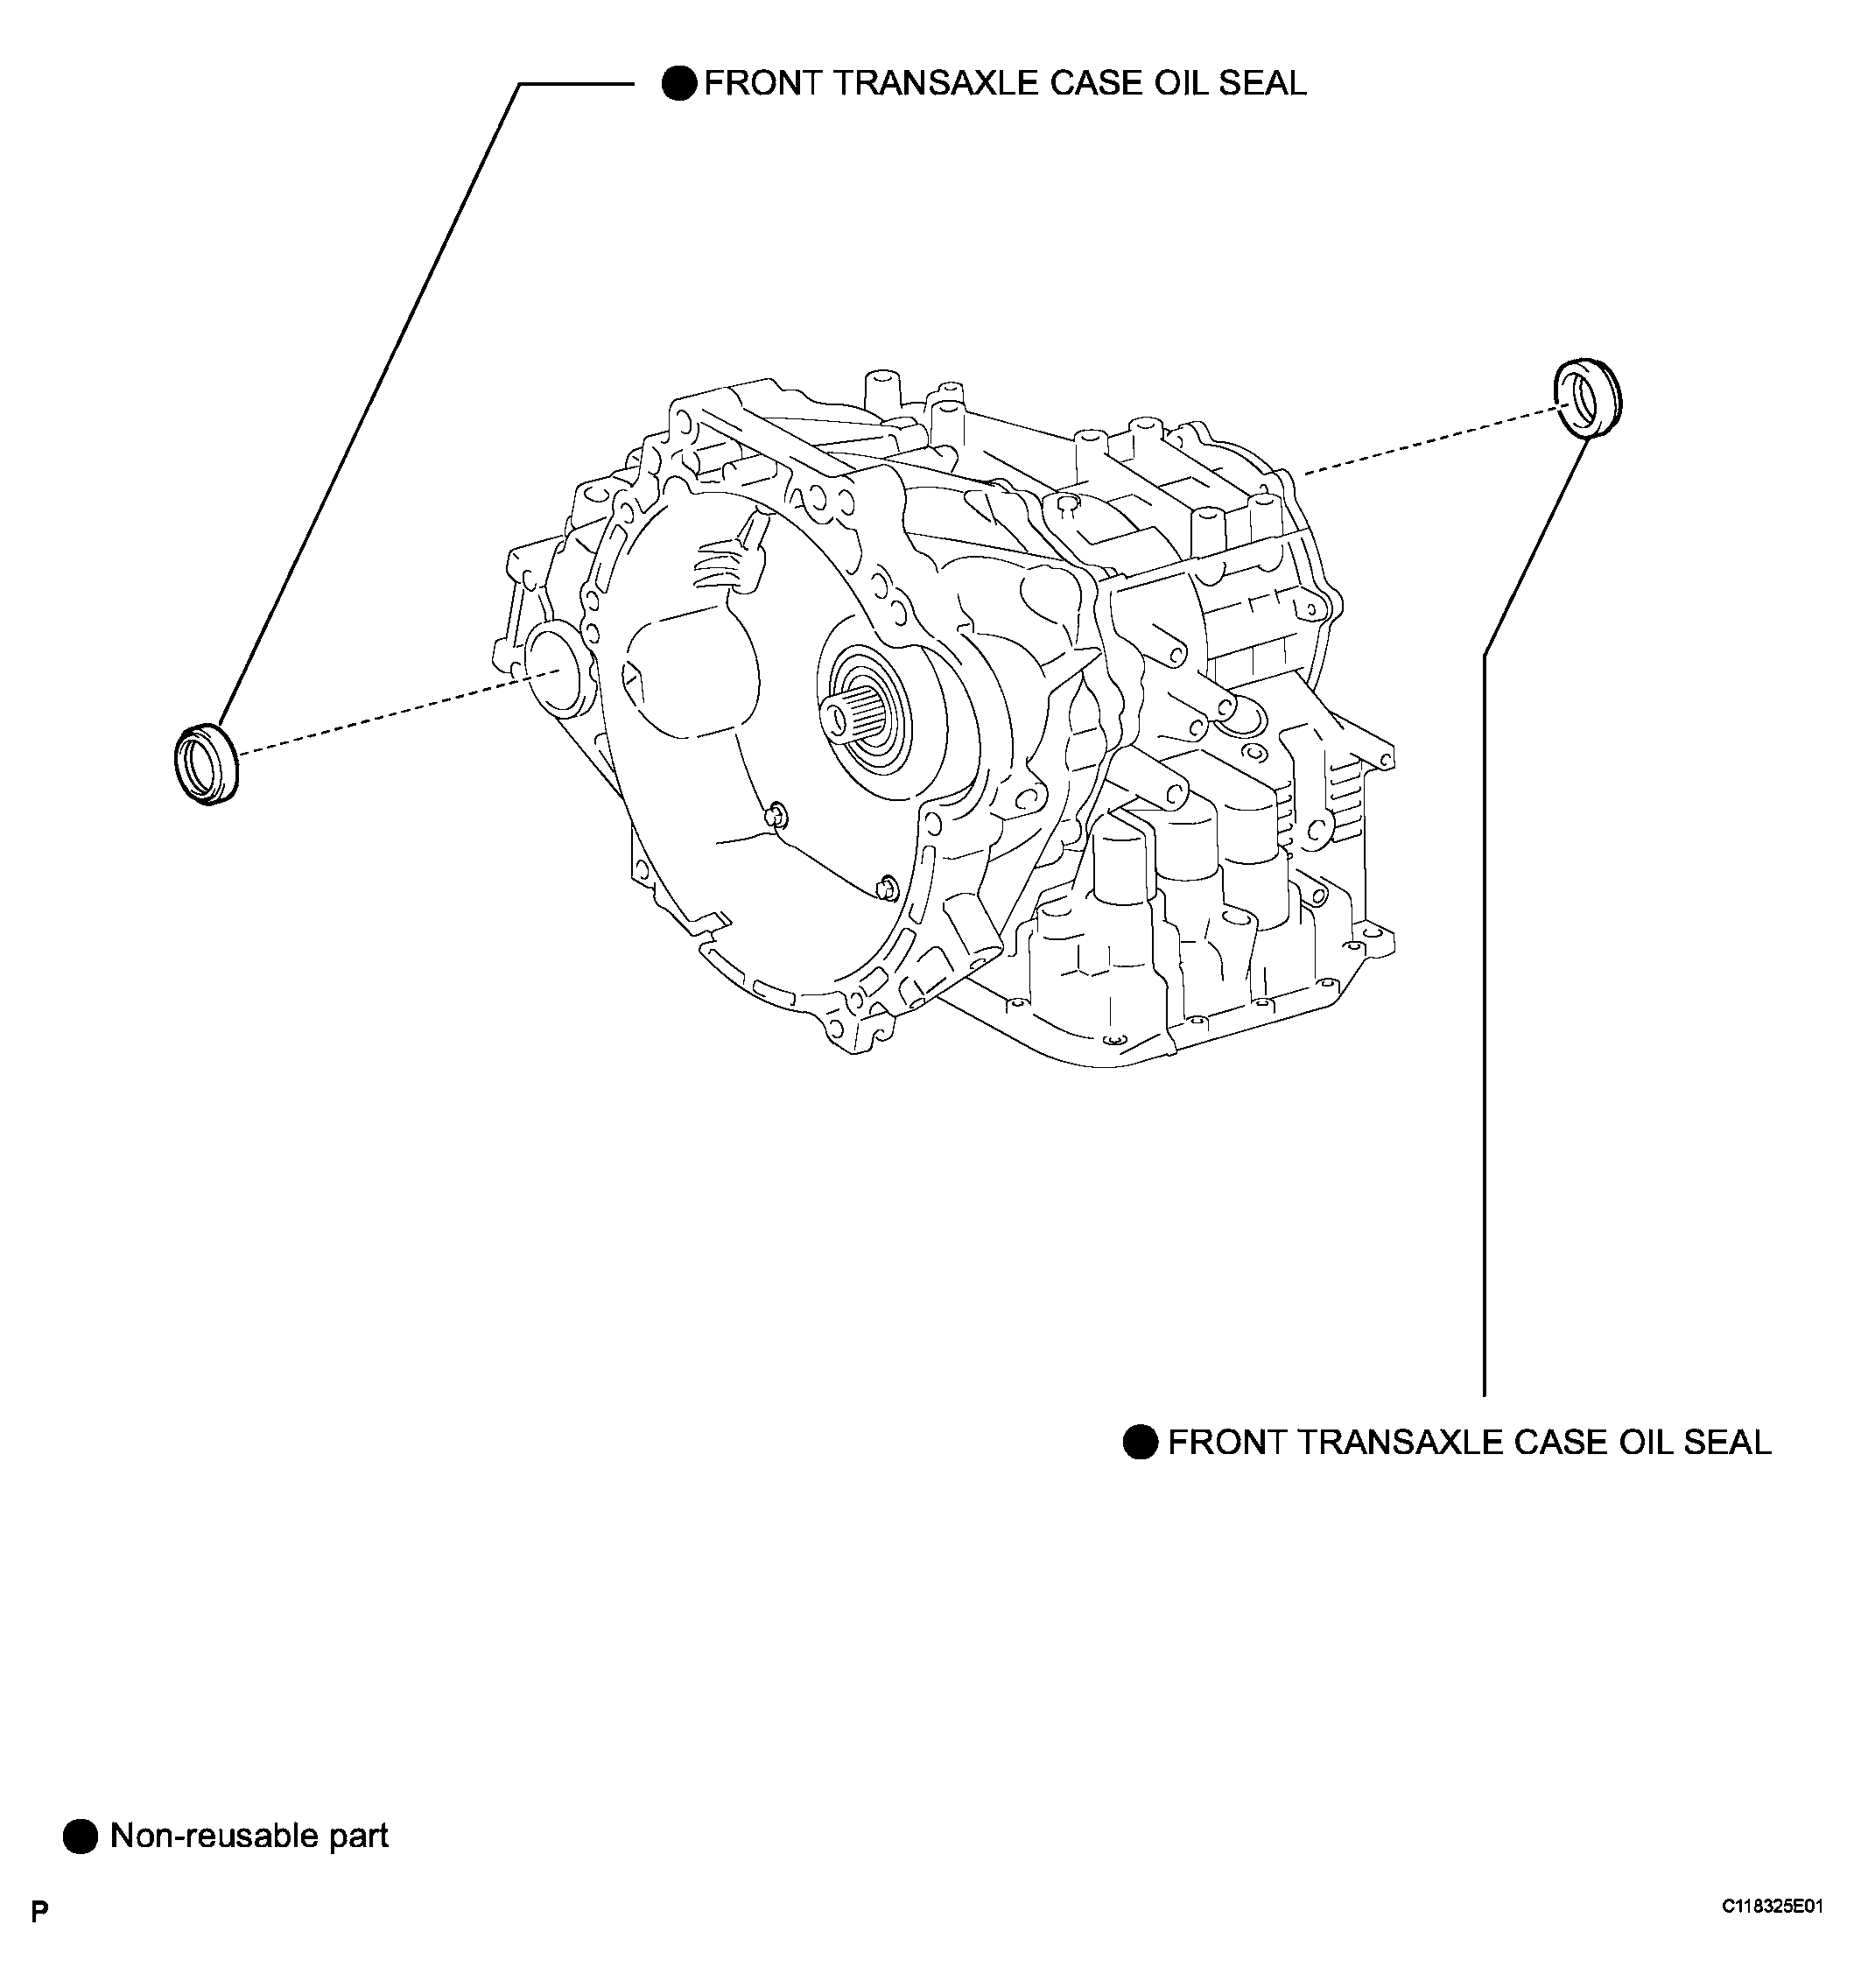 ●FRONT TRANSAXLE CASE OIL SEAL
●FRONT TRANSAXLE CASE OIL SEAL
●Non-reusable part
P
C118325E01